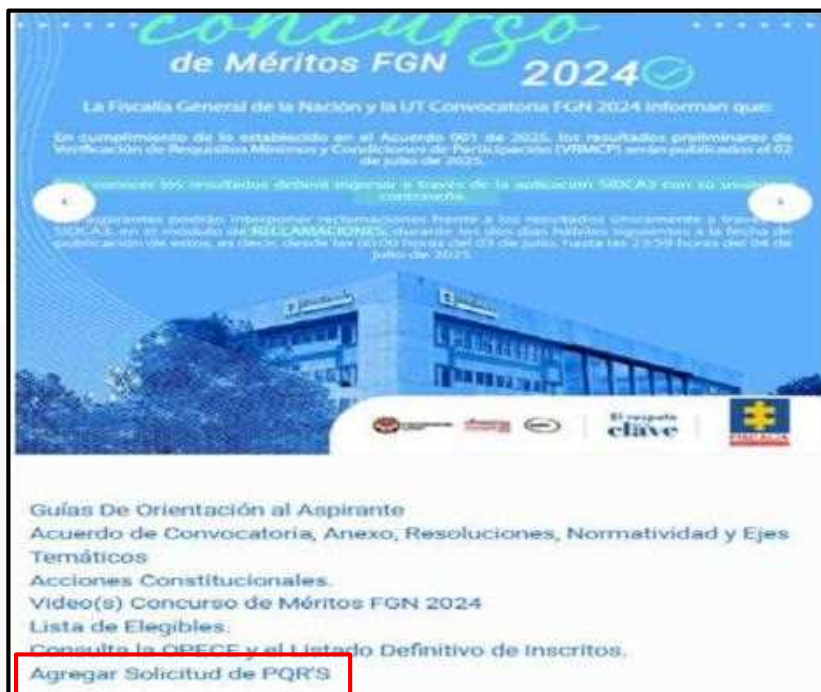 concurso
de Méritos FGN 2024
La Fiscalía General de la Nación y la UT Convocatoria FGN 2024 informan que:
En cumplimiento de lo establecido en el Acuerdo 001 de 2025, los resultados preliminares de
Verificación de Requisitos Mínimos y Condiciones de Participación (VRMCP) serán publicados el 02
de julio de 2025.
conocer los resultados deberá ingresar a través de la aplicación SIDCA3 con su
contraseña.
aspirantes podrán interponer reclamaciones frente a los resultados únicamente a
SIDCA3, en el módulo de RECLAMACIONES, durante los dos días hábiles siguientes a la fecha de
publicación de estos, es decir, desde las 00:00 horas del 03 de julio, hasta las 23:59 horas del 04 de
julio de 2025.
El respeto
clave
FISCALÍA
Guías De Orientación al Aspirante
Acuerdo de Convocatoria, Anexo, Resoluciones, Normatividad y Ejes
Temáticos
Acciones Constitucionales.
Video(s) Concurso de Méritos FGN 2024
Lista de Elegibles.
Consulta la OPECE y el Listado Definitivo de Inscritos.
Agregar Solicitud de PQR'S